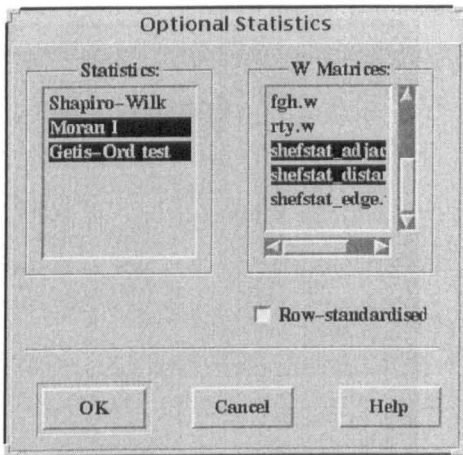 Optional Statistics
Statistics:
Shapiro-Wilk
Moran I
Getis-Ord test
W Matrices:
fgh.w
rty.w
shefstat_adjac
shefstat_distan
shefstat_edge.
Row-standardised
OK
Cancel
Help